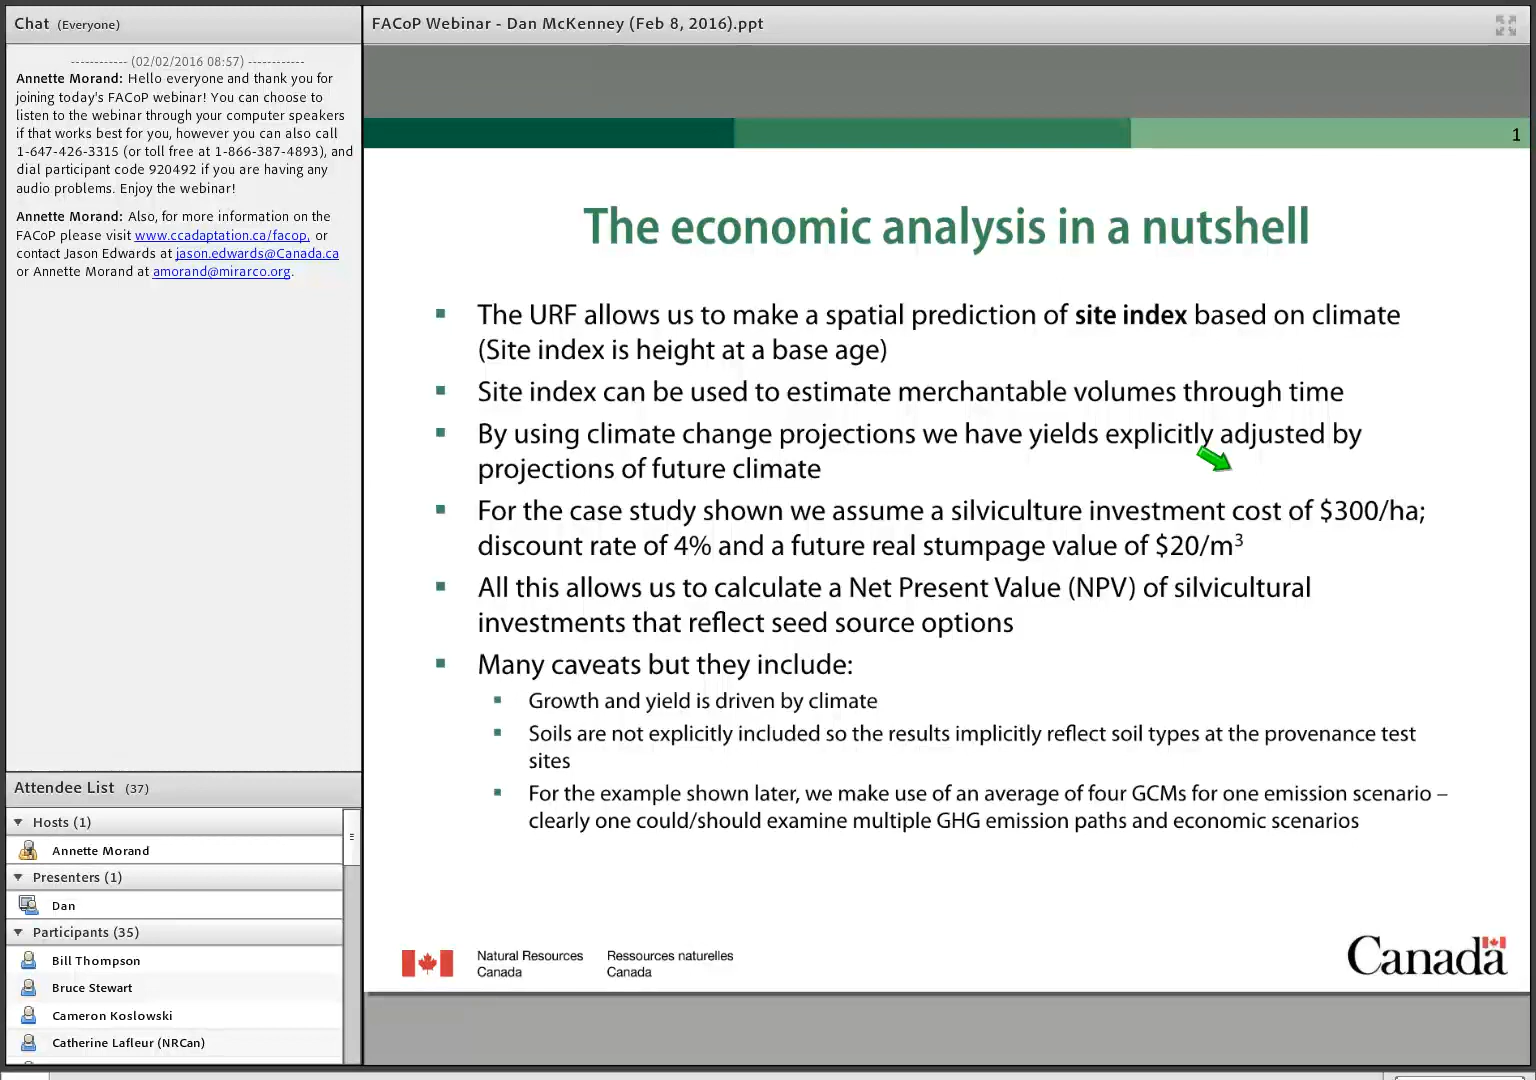 Chat (Everyone)
------------ (02/02/2016 08:57) ------------
Annette Morand: Hello everyone and thank you for
joining today's FACoP webinar! You can choose to
listen to the webinar through your computer speakers
if that works best for you, however you can also call
1-647-426-3315 (or toll free at 1-866-387-4893), and
dial participant code 920492 if you are having any
audio problems. Enjoy the webinar!
Annette Morand: Also, for more information on the
FACoP please visit www.ccadaptation.ca/facop, or
contact Jason Edwards at jason.edwards@Canada.ca
or Annette Morand at amorand@mirarco.org.
Attendee List (37)
Hosts (1)
Annette Morand
Presenters (1)
Dan
Participants (35)
Bill Thompson
Bruce Stewart
Cameron Koslowski
Catherine Lafleur (NRCan)
FACoP Webinar - Dan McKenney (Feb 8, 2016).ppt
1
The economic analysis in a nutshell
The URF allows us to make a spatial prediction of site index based on climate
(Site index is height at a base age)
Site index can be used to estimate merchantable volumes through time
By using climate change projections we have yields explicitly adjusted by
projections of future climate
For the case study shown we assume a silviculture investment cost of $300/ha;
discount rate of 4% and a future real stumpage value of $20/m³
All this allows us to calculate a Net Present Value (NPV) of silvicultural
investments that reflect seed source options
Many caveats but they include:
Growth and yield is driven by climate
Soils are not explicitly included so the results implicitly reflect soil types at the provenance test
sites
For the example shown later, we make use of an average of four GCMs for one emission scenario –
clearly one could/should examine multiple GHG emission paths and economic scenarios
Natural Resources
Canada
Ressources naturelles
Canada
Canada